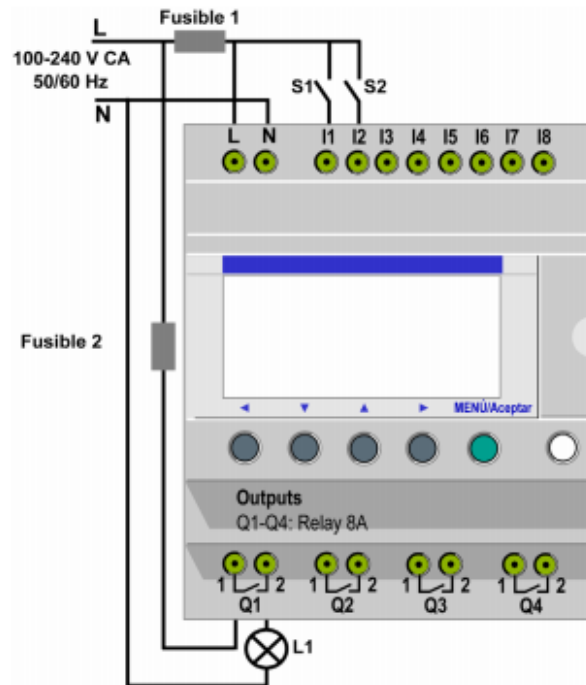 Fusible 1
L
100-240 V CA
50/60 Hz
N
S1 S2
L N I1 I2 I3 I4 I5 I6 I7 I8
Fusible 2
MENÚ/Aceptar
Outputs
Q1-Q4: Relay 8A
1 2 1 2 1 2 1 2
Q1 Q2 Q3 Q4
L1